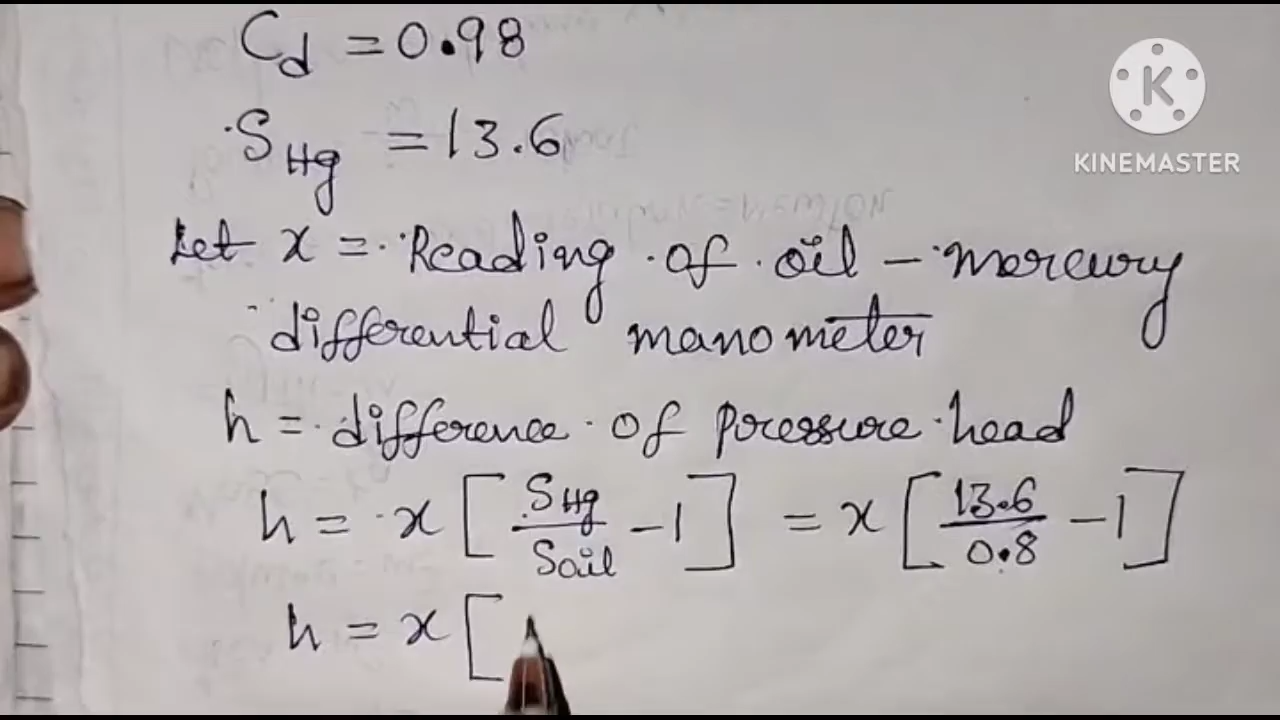 Cd = 0.98
K
KINEMASTER
SHg = 13.6
Let x = Reading of oil - mercury
differential manometer
h = difference of pressure head
h = x [SHg/Soil - 1] = x [13.6/0.8 - 1]
h = x [